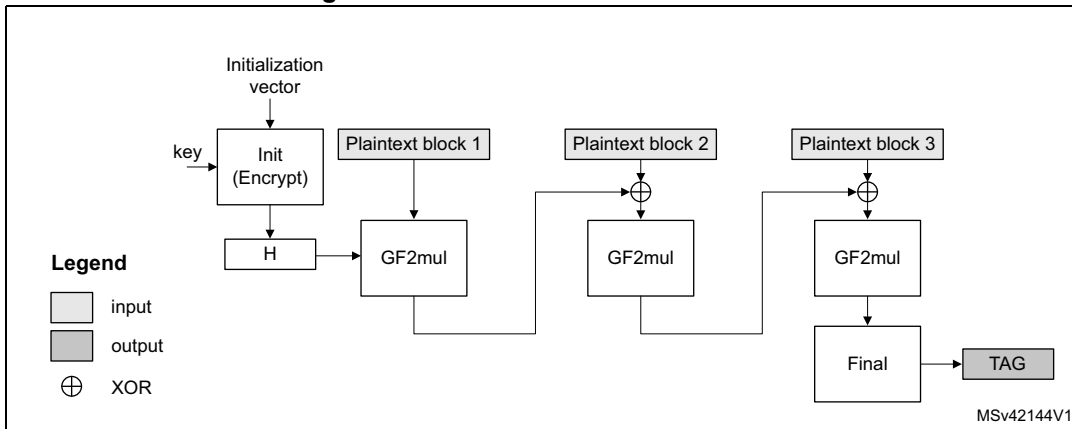 Initialization
vector
key
Init
(Encrypt)
Plaintext block 1
Plaintext block 2
Plaintext block 3
H
GF2mul
GF2mul
GF2mul
Legend
input
output
XOR
Final
TAG
MSv42144V1